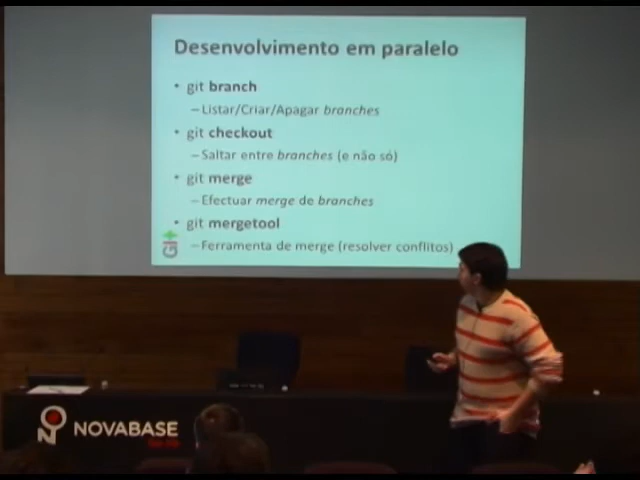 Desenvolvimento em paralelo
• git branch
– Listar/Criar/Apagar branches
• git checkout
– Saltar entre branches (e não só)
• git merge
– Efectuar merge de branches
• git mergetool
– Ferramenta de merge (resolver conflitos)
git
NOVABASE